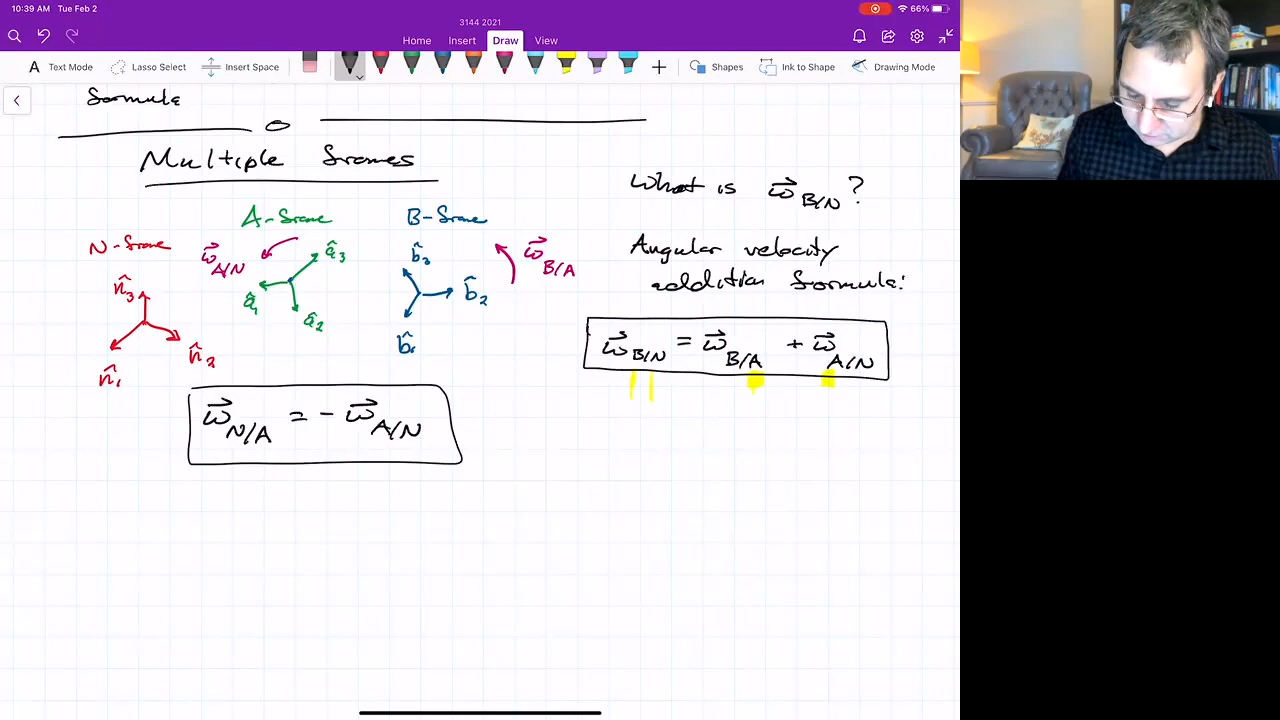 10:39 AM Tue Feb 2
66%
3144 2021
Home Insert Draw View
Text Mode Lasso Select Insert Space Shapes Ink to Shape Drawing Mode
formula
Multiple frames
N-frame
n̂3
n̂1
n̂2
A-frame
ω⃗A/N
â3
â1
â2
B-frame
b̂3
b̂2
b̂1
ω⃗B/A
ω⃗N/A = - ω⃗A/N
What is ω⃗B/N?
Angular velocity
addition formula:
ω⃗B/N = ω⃗B/A + ω⃗A/N